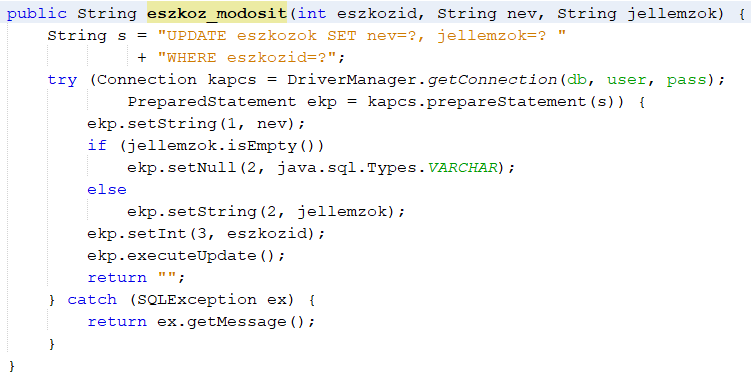 public String eszkoz_modosit(int eszkozid, String nev, String jellemzok) {
    String s = "UPDATE eszkozok SET nev=?, jellemzok=? "
             + "WHERE eszkozid=?";
    try (Connection kapcs = DriverManager.getConnection(db, user, pass);
            PreparedStatement ekp = kapcs.prepareStatement(s)) {
        ekp.setString(1, nev);
        if (jellemzok.isEmpty())
            ekp.setNull(2, java.sql.Types.VARCHAR);
        else
            ekp.setString(2, jellemzok);
        ekp.setInt(3, eszkozid);
        ekp.executeUpdate();
        return "";
    } catch (SQLException ex) {
        return ex.getMessage();
    }
}